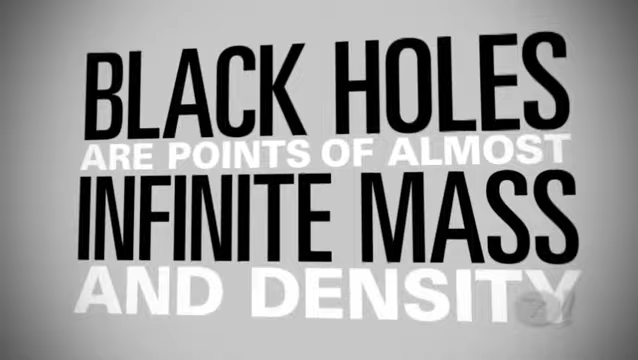 BLACK HOLES
ARE POINTS OF ALMOST
INFINITE MASS
AND DENSITY